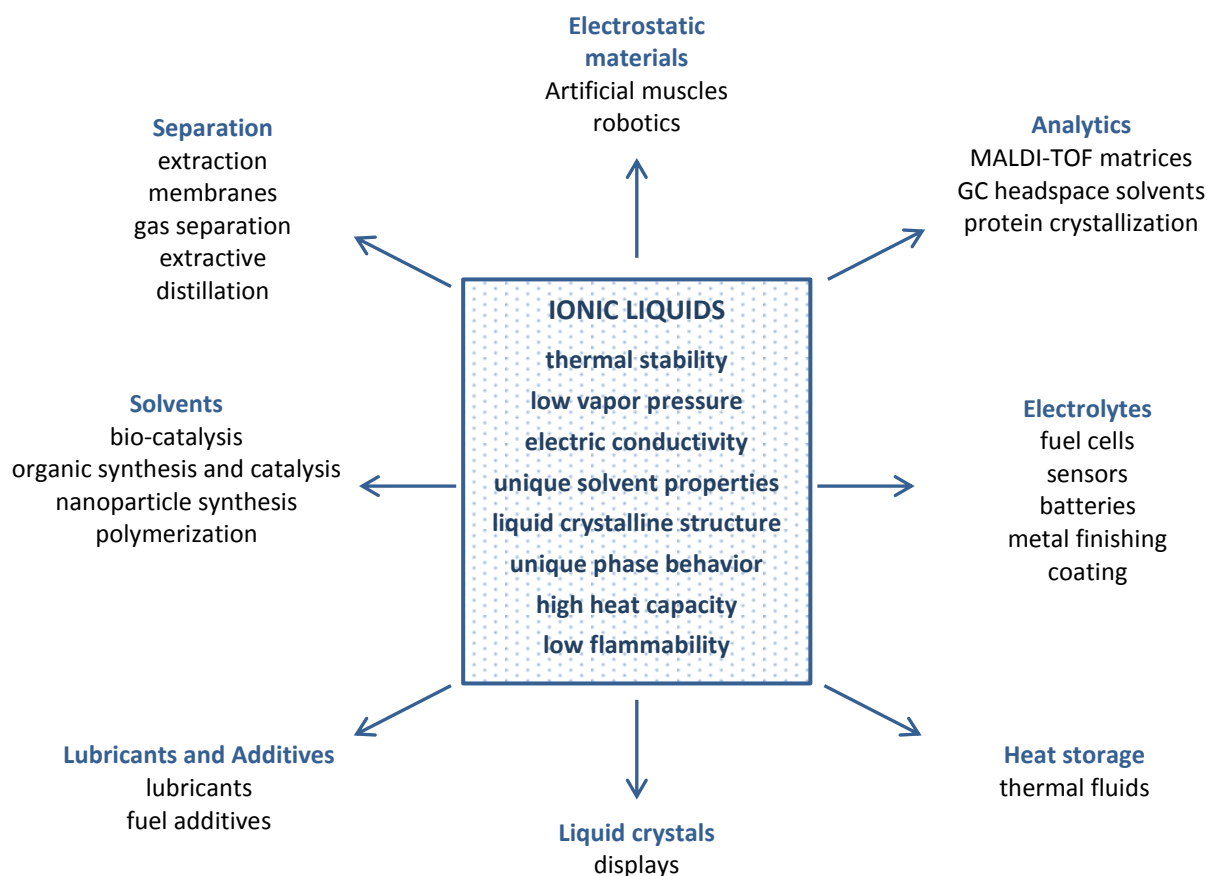 Electrostatic
materials
Artificial muscles
robotics
Separation
extraction
membranes
gas separation
extractive
distillation
Analytics
MALDI-TOF matrices
GC headspace solvents
protein crystallization
IONIC LIQUIDS
thermal stability
low vapor pressure
electric conductivity
unique solvent properties
liquid crystalline structure
unique phase behavior
high heat capacity
low flammability
Solvents
bio-catalysis
organic synthesis and catalysis
nanoparticle synthesis
polymerization
Electrolytes
fuel cells
sensors
batteries
metal finishing
coating
Lubricants and Additives
lubricants
fuel additives
Liquid crystals
displays
Heat storage
thermal fluids